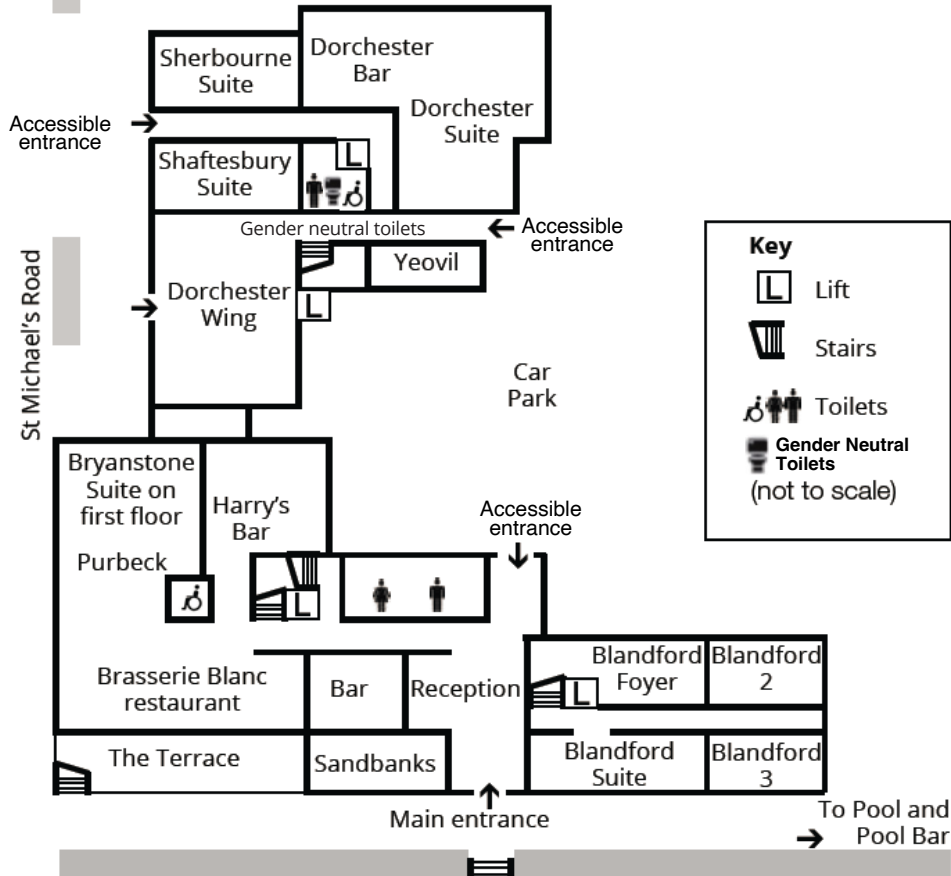 Sherbourne
Suite
Dorchester
Bar
Dorchester
Suite
Accessible
entrance
Shaftesbury
Suite
L
Gender neutral toilets
Accessible
entrance
Yeovil
Dorchester
Wing
L
St Michael's Road
Car
Park
Key
L
Lift
Stairs
Toilets
Gender Neutral
Toilets
(not to scale)
Bryanstone
Suite on
first floor
Harry's
Bar
Purbeck
Accessible
entrance
L
Brasserie Blanc
restaurant
Bar
Reception
Blandford
Foyer
L
Blandford
2
The Terrace
Sandbanks
Blandford
Suite
Blandford
3
Main entrance
To Pool and
Pool Bar